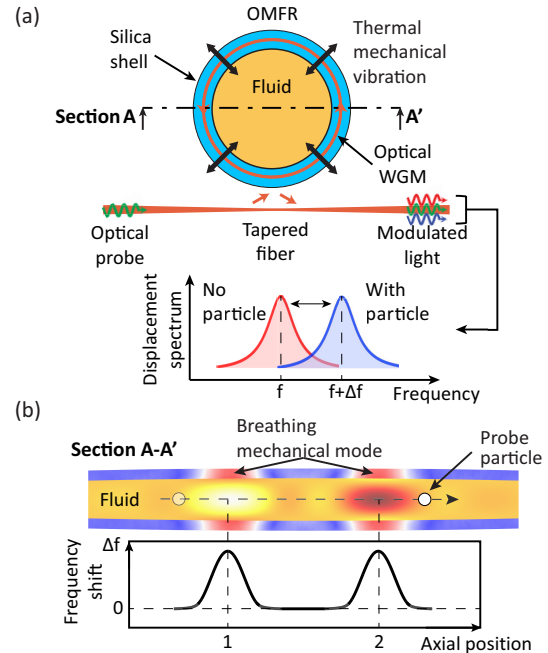 (a)
OMFR
Silica
shell
Thermal
mechanical
vibration
Fluid
Section A
A'
Optical
WGM
Optical
probe
Tapered
fiber
Modulated
light
Displacement
spectrum
No
particle
With
particle
f
f+Δf
Frequency
(b)
Breathing
mechanical mode
Section A-A'
Probe
particle
Fluid
Frequency
shift
Δf
0
1
2
Axial position